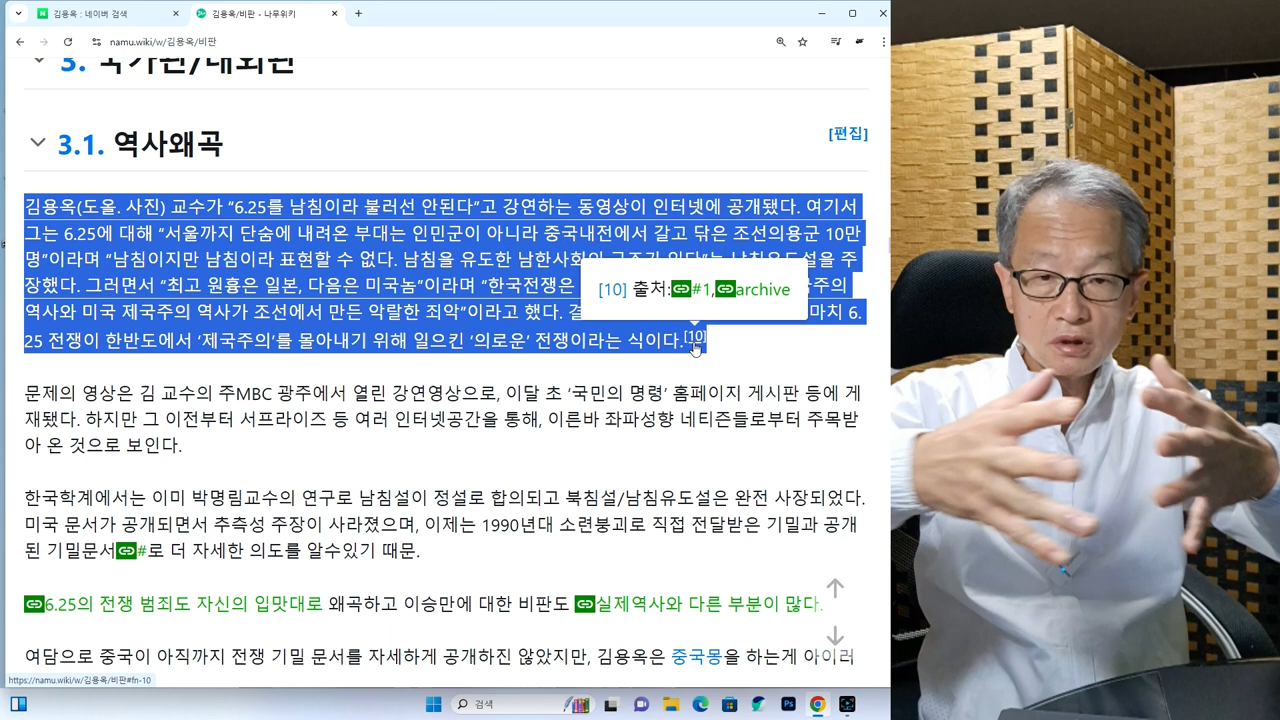 김용옥 : 네이버 검색
김용옥/비판 - 나무위키
namu.wiki/w/김용옥/비판
3. 국가관/대외관
3.1. 역사왜곡
[편집]
김용옥(도올. 사진) 교수가 “6.25를 남침이라 불러선 안된다”고 강연하는 동영상이 인터넷에 공개됐다. 여기서
그는 6.25에 대해 “서울까지 단숨에 내려온 부대는 인민군이 아니라 중국내전에서 갈고 닦은 조선의용군 10만
명”이라며 “남침이지만 남침이라 표현할 수 없다. 남침을 유도한 남한사회의 구조가 있다”는 남침유도설을 주
장했다. 그러면서 “최고 원흉은 일본, 다음은 미국놈”이라며 “한국전쟁은
역사와 미국 제국주의 역사가 조선에서 만든 악랄한 죄악”이라고 했다. 마치 6.
25 전쟁이 한반도에서 ‘제국주의’를 몰아내기 위해 일으킨 ‘의로운’ 전쟁이라는 식이다.[10]
[10] 출처:#1,archive
문제의 영상은 김 교수의 주MBC 광주에서 열린 강연영상으로, 이달 초 ‘국민의 명령’ 홈페이지 게시판 등에 게
재됐다. 하지만 그 이전부터 서프라이즈 등 여러 인터넷공간을 통해, 이른바 좌파성향 네티즌들로부터 주목받
아 온 것으로 보인다.
한국학계에서는 이미 박명림교수의 연구로 남침설이 정설로 합의되고 북침설/남침유도설은 완전 사장되었다.
미국 문서가 공개되면서 추측성 주장이 사라졌으며, 이제는 1990년대 소련붕괴로 직접 전달받은 기밀과 공개
된 기밀문서#로 더 자세한 의도를 알수있기 때문.
6.25의 전쟁 범죄도 자신의 입맛대로 왜곡하고 이승만에 대한 비판도 실제역사와 다른 부분이 많다.
여담으로 중국이 아직까지 전쟁 기밀 문서를 자세하게 공개하진 않았지만, 김용옥은 중국몽을 하는게 아이러
https://namu.wiki/w/김용옥/비판#fn-10
검색
Ps